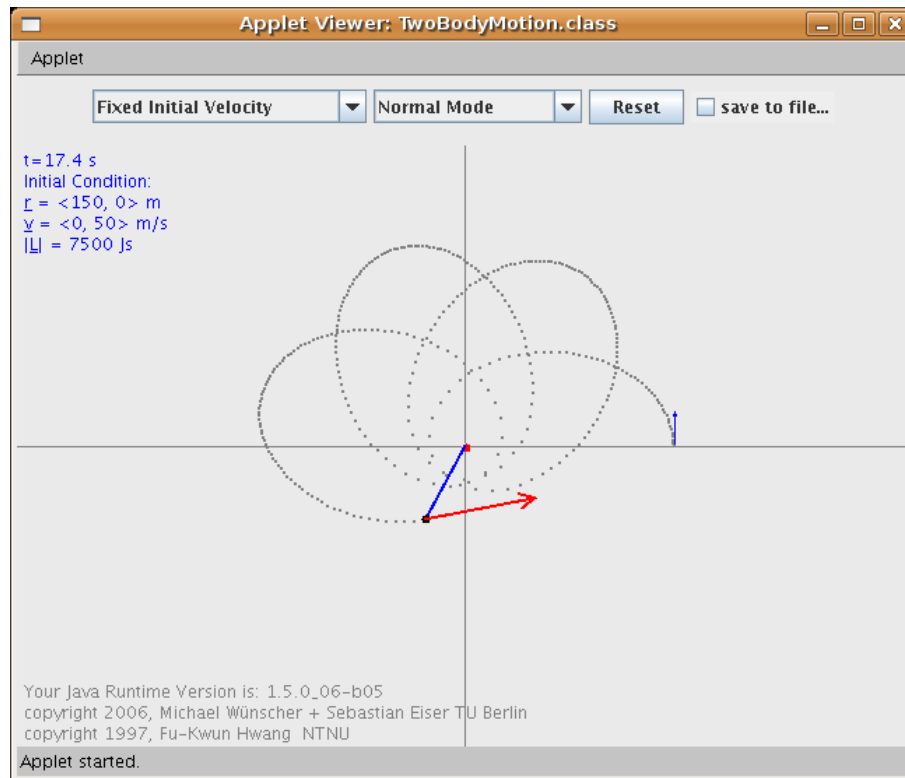 Applet Viewer: TwoBodyMotion.class
Applet
Fixed Initial Velocity Normal Mode Reset save to file...
t=17.4 s
Initial Condition:
r = <150, 0> m
v = <0, 50> m/s
|L| = 7500 Js
Your Java Runtime Version is: 1.5.0_06-b05
copyright 2006, Michael Wünscher + Sebastian Eiser TU Berlin
copyright 1997, Fu-Kwun Hwang NTNU
Applet started.